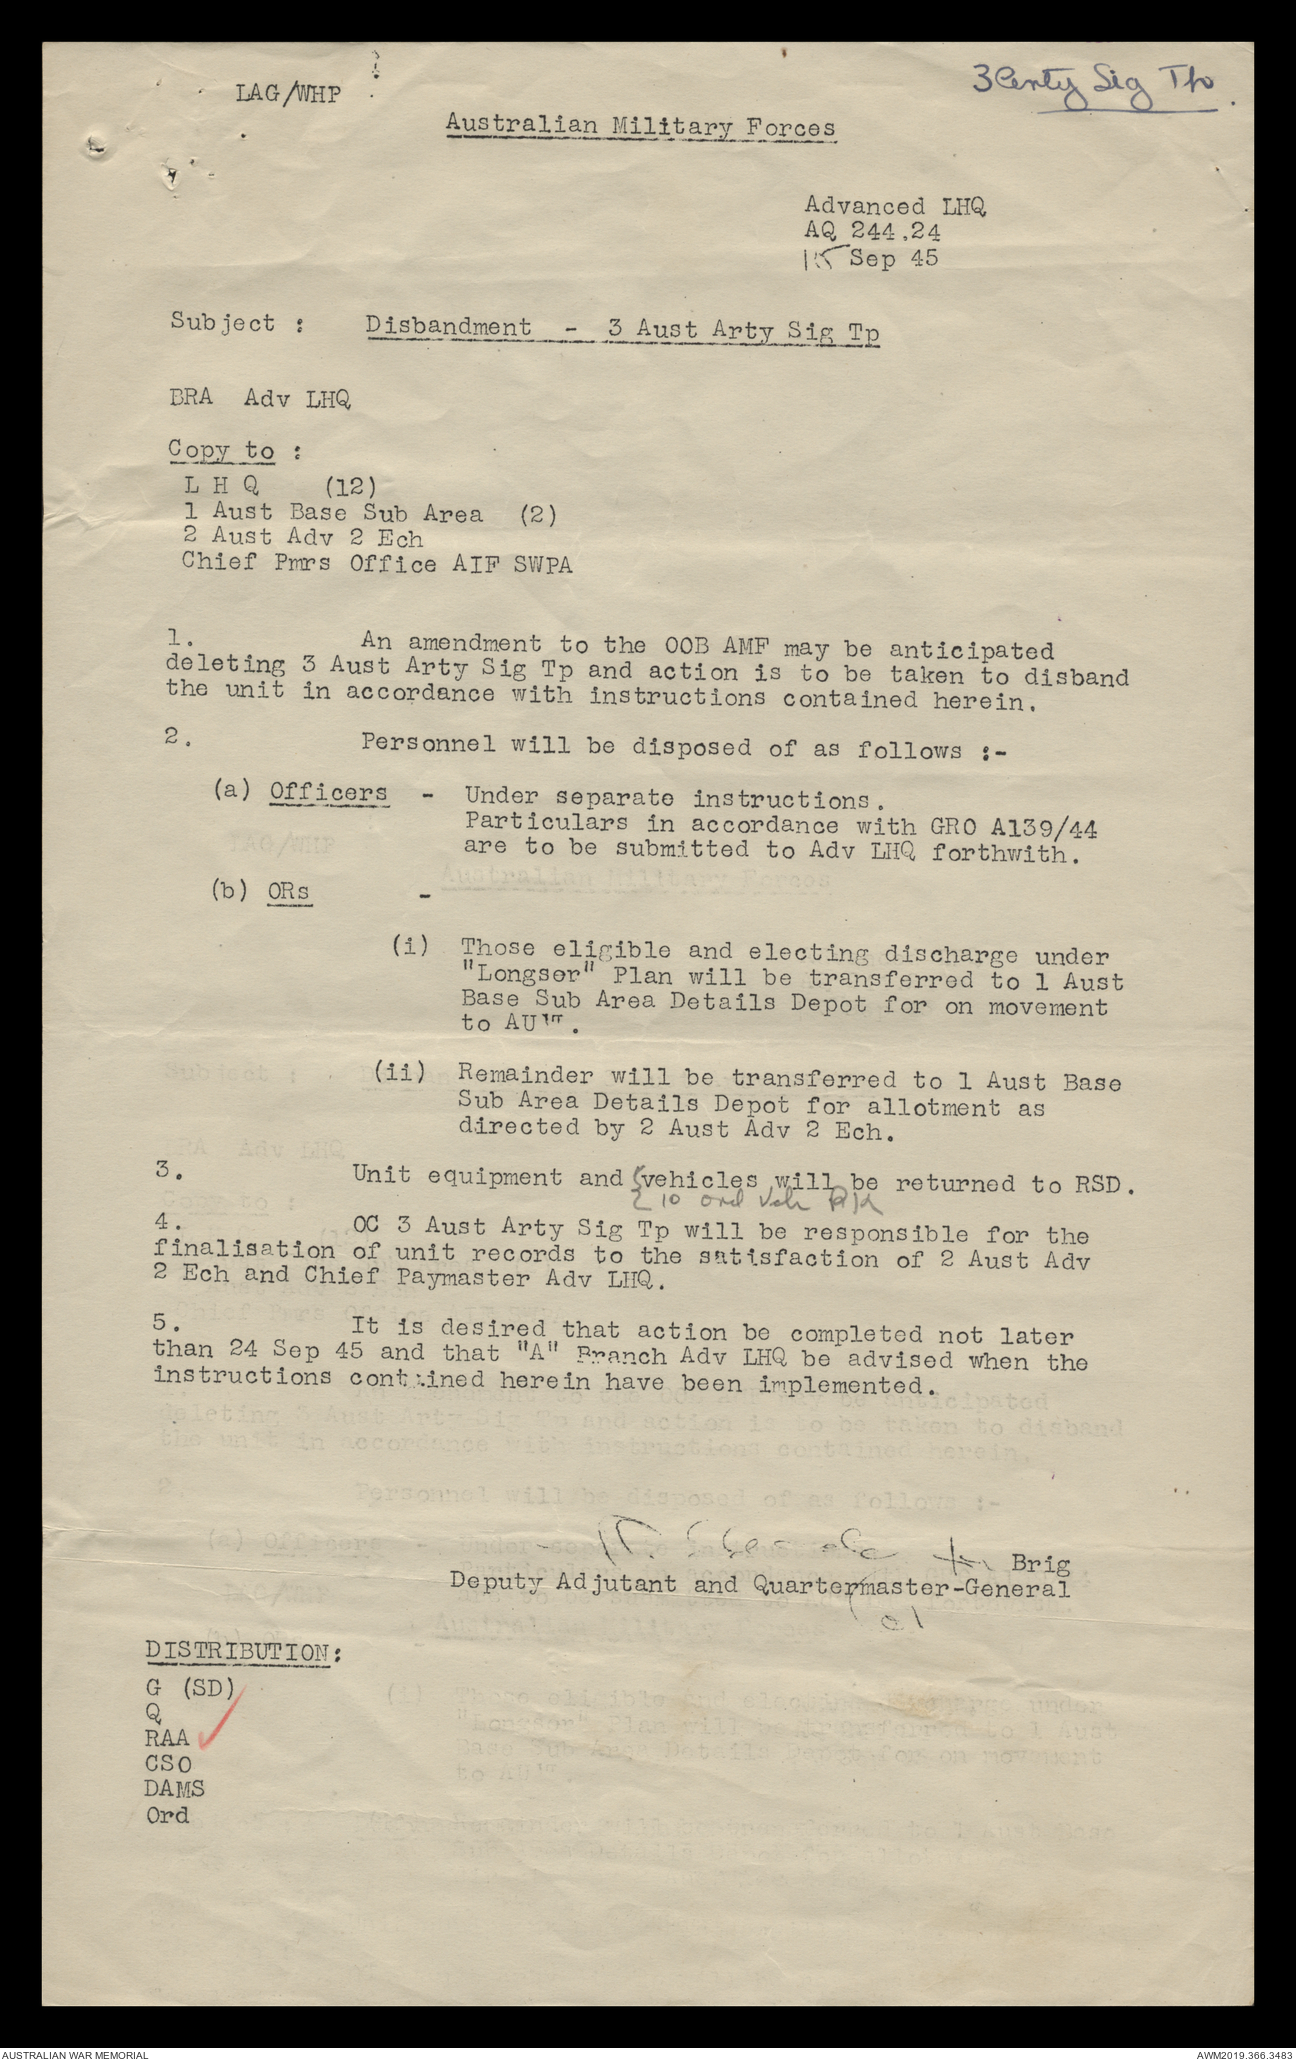 LAG/WHP
3 Arty Sig Tp.
Australian Military Forces
Advanced LHQ
AQ 244.24
15 Sep 45
Subject : Disbandment - 3 Aust Arty Sig Tp
BRA Adv LHQ
Copy to :
L H Q (12)
1 Aust Base Sub Area (2)
2 Aust Adv 2 Ech
Chief Pmrs Office AIF SWPA
1. An amendment to the OOB AMF may be anticipated
deleting 3 Aust Arty Sig Tp and action is to be taken to disband
the unit in accordance with instructions contained herein.
2. Personnel will be disposed of as follows :-
(a) Officers - Under separate instructions.
Particulars in accordance with GRO A139/44
are to be submitted to Adv LHQ forthwith.
(b) ORs -
(i) Those eligible and electing discharge under
"Longser" Plan will be transferred to 1 Aust
Base Sub Area Details Depot for on movement
to AUST.
(ii) Remainder will be transferred to 1 Aust Base
Sub Area Details Depot for allotment as
directed by 2 Aust Adv 2 Ech.
3. Unit equipment and vehicles will be returned to RSD.
10 ord veh pk
4. OC 3 Aust Arty Sig Tp will be responsible for the
finalisation of unit records to the satisfaction of 2 Aust Adv
2 Ech and Chief Paymaster Adv LHQ.
5. It is desired that action be completed not later
than 24 Sep 45 and that "A" Branch Adv LHQ be advised when the
instructions contained herein have been implemented.
Brig
Deputy Adjutant and Quartermaster-General
DISTRIBUTION:
G (SD)
Q
RAA
CSO
DAMS
Ord
AUSTRALIAN WAR MEMORIAL
AWM2019.366.3483